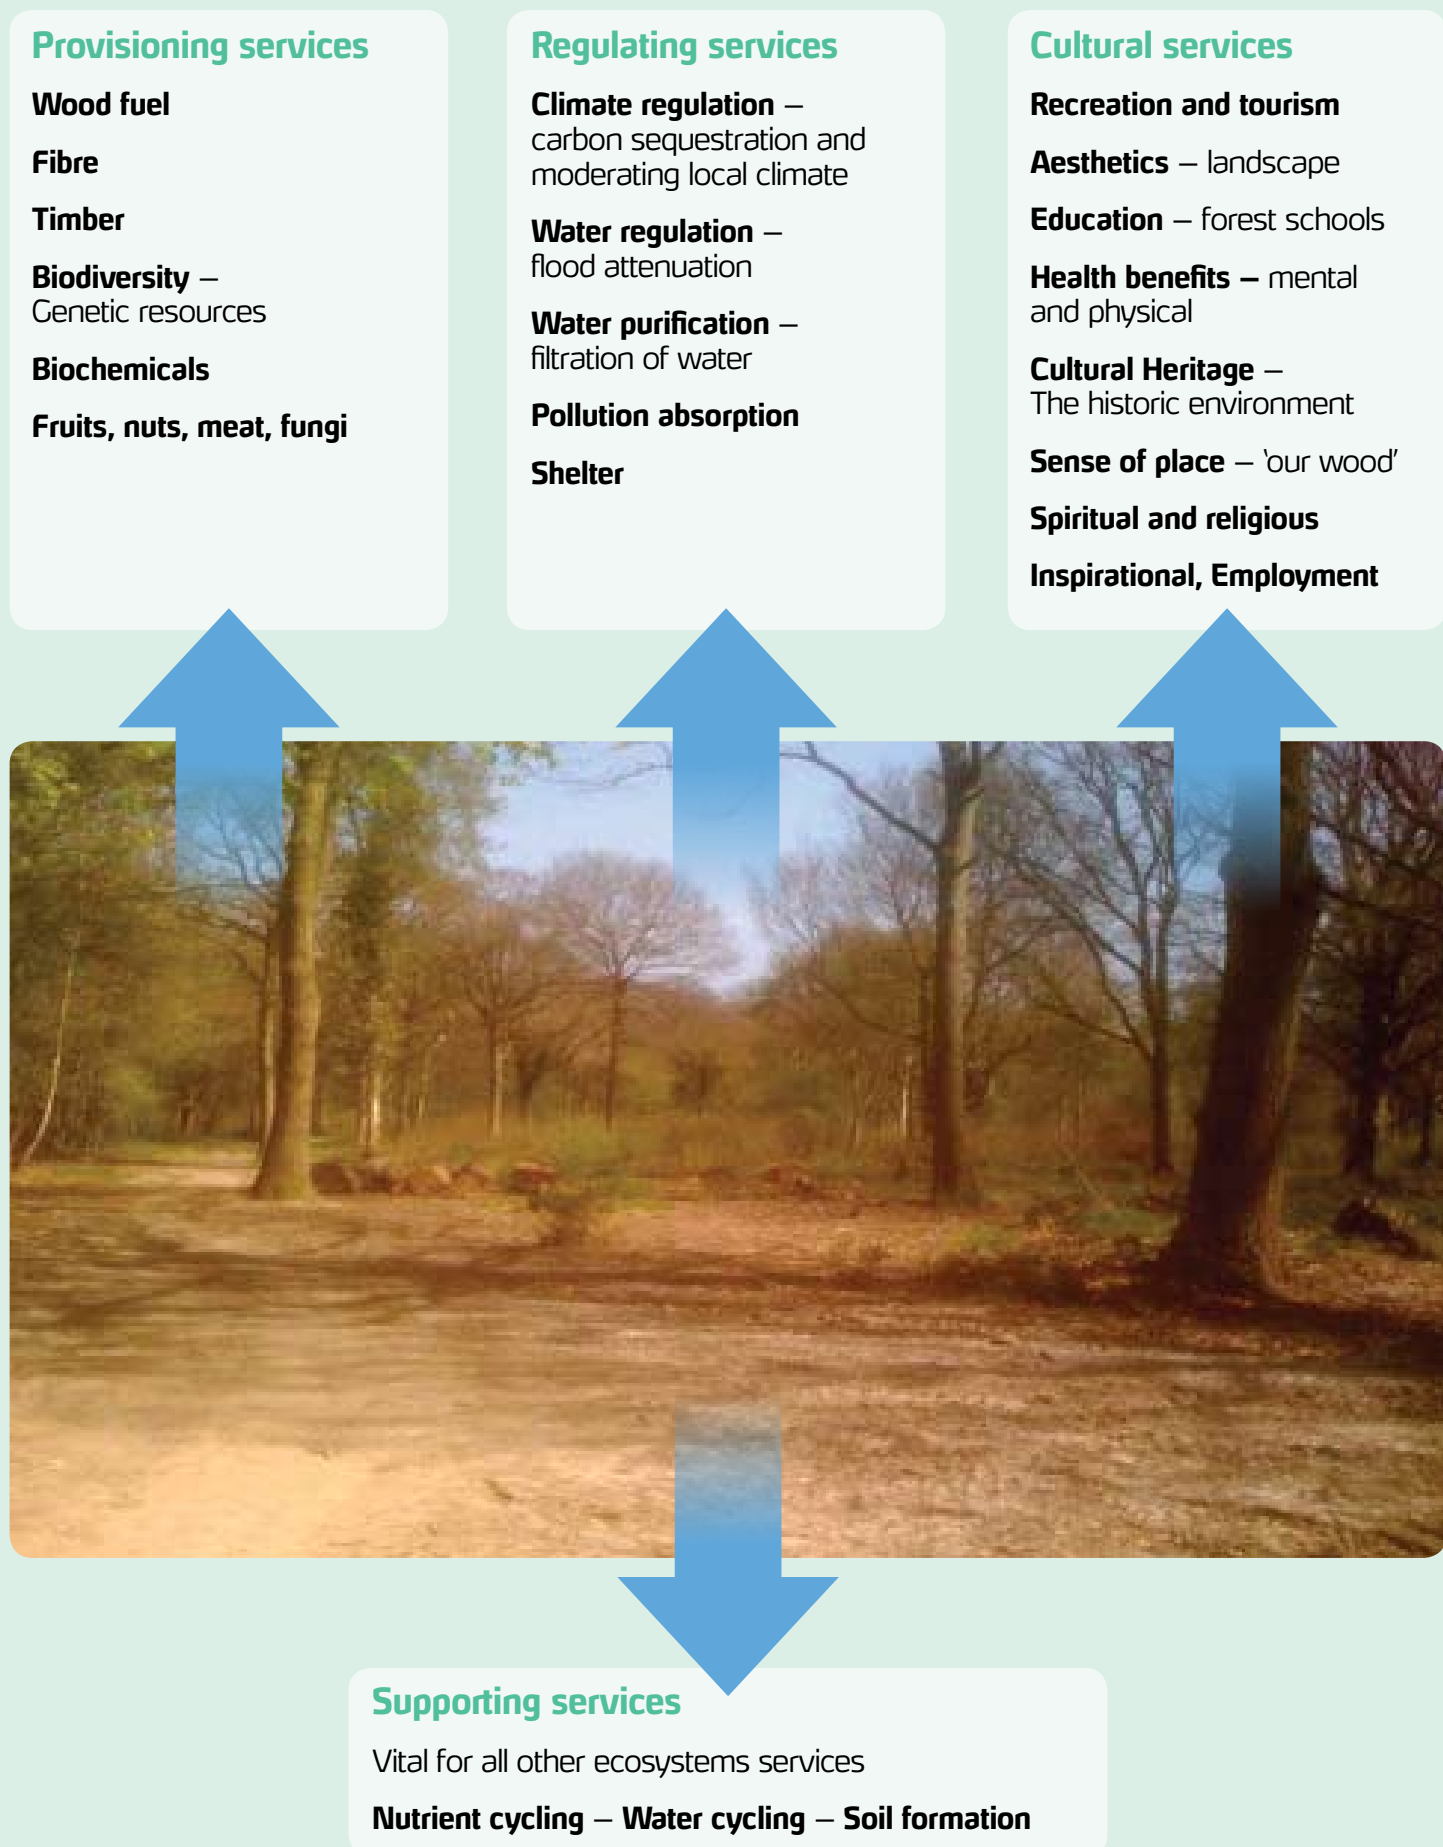 Provisioning services
Wood fuel
Fibre
Timber
Biodiversity –
Genetic resources
Biochemicals
Fruits, nuts, meat, fungi
Regulating services
Climate regulation –
carbon sequestration and
moderating local climate
Water regulation –
flood attenuation
Water purification –
filtration of water
Pollution absorption
Shelter
Cultural services
Recreation and tourism
Aesthetics – landscape
Education – forest schools
Health benefits – mental
and physical
Cultural Heritage –
The historic environment
Sense of place – ‘our wood’
Spiritual and religious
Inspirational, Employment
Supporting services
Vital for all other ecosystems services
Nutrient cycling – Water cycling – Soil formation